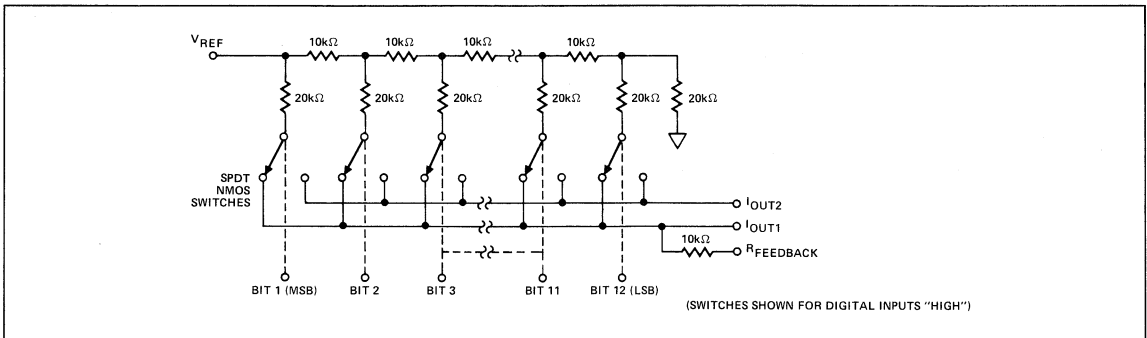 VREF
10kΩ 10kΩ 10kΩ 10kΩ
20kΩ 20kΩ 20kΩ 20kΩ 20kΩ 20kΩ
SPDT
NMOS
SWITCHES
IOUT2
IOUT1
10kΩ
RFEEDBACK
BIT 1 (MSB) BIT 2 BIT 3 BIT 11 BIT 12 (LSB)
(SWITCHES SHOWN FOR DIGITAL INPUTS "HIGH")